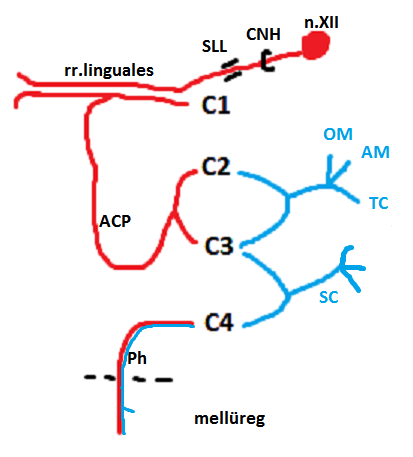 n.XII
CNH
SLL
rr.linguales
C1
OM
AM
C2
TC
ACP
C3
SC
C4
Ph
mellüreg